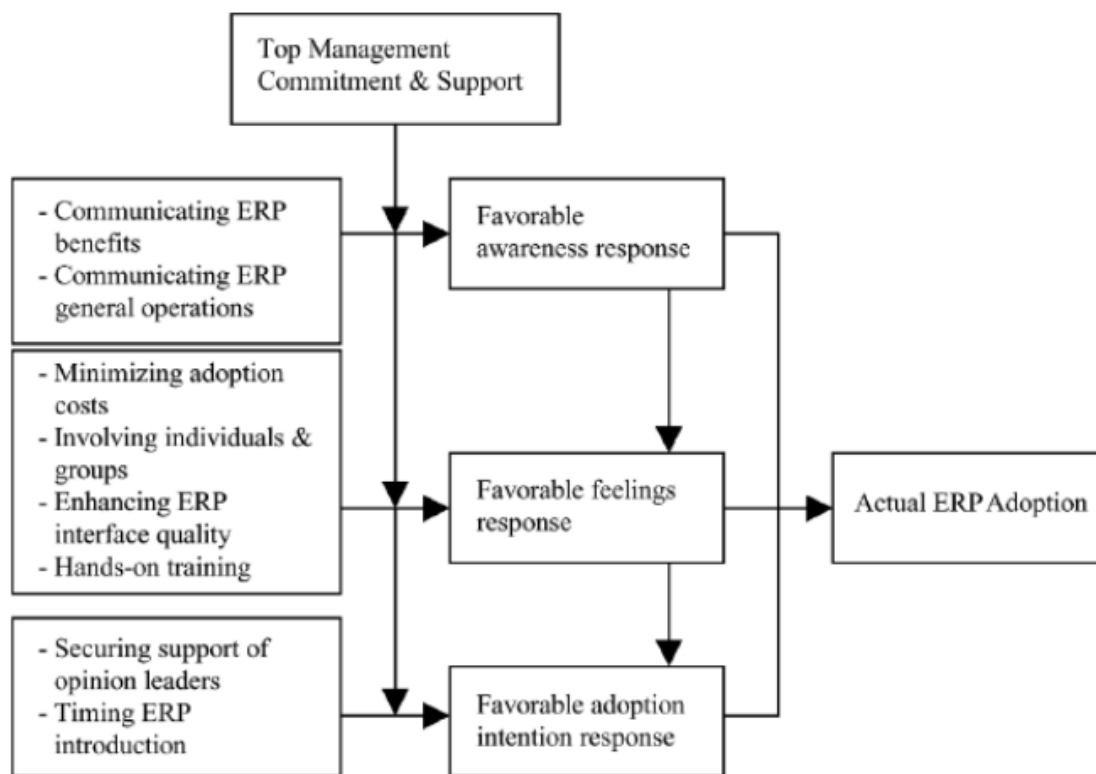 Top Management
Commitment & Support
- Communicating ERP
benefits
- Communicating ERP
general operations
Favorable
awareness response
- Minimizing adoption
costs
- Involving individuals &
groups
- Enhancing ERP
interface quality
- Hands-on training
Favorable feelings
response
Actual ERP Adoption
- Securing support of
opinion leaders
- Timing ERP
introduction
Favorable adoption
intention response